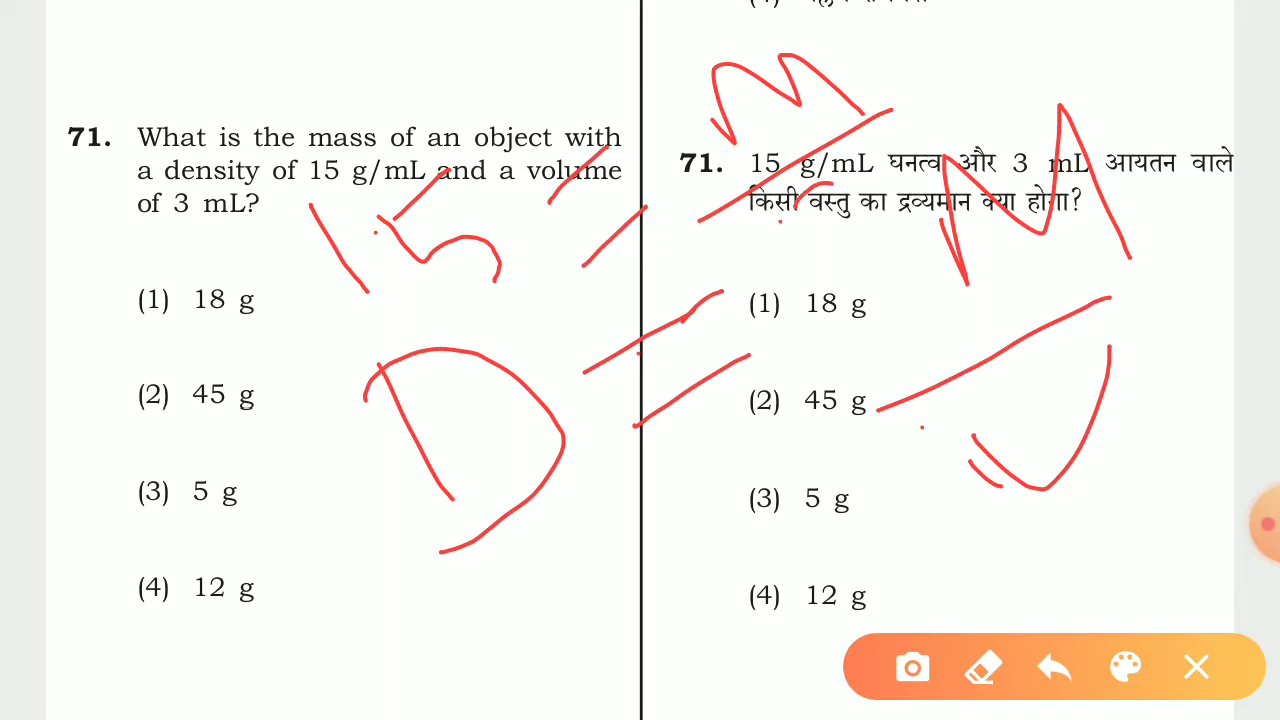 71. What is the mass of an object with
a density of 15 g/mL and a volume
of 3 mL?
(1) 18 g
(2) 45 g
(3) 5 g
(4) 12 g
71. 15 g/mL घनत्व और 3 mL आयतन वाले
किसी वस्तु का द्रव्यमान क्या होगा?
(1) 18 g
(2) 45 g
(3) 5 g
(4) 12 g
15 = m
D = M